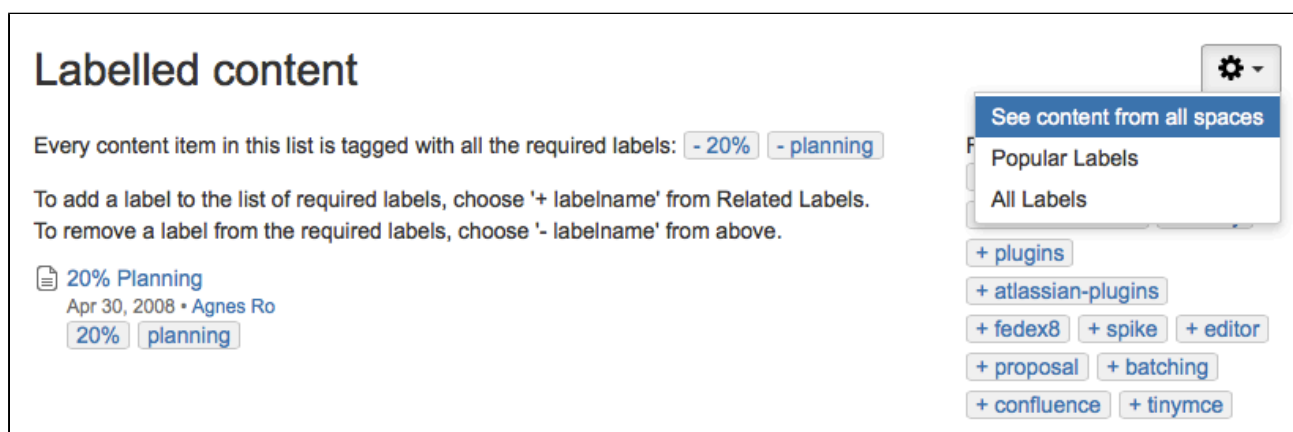 Labelled content
Every content item in this list is tagged with all the required labels: - 20% - planning
To add a label to the list of required labels, choose '+ labelname' from Related Labels.
To remove a label from the required labels, choose '- labelname' from above.
20% Planning
Apr 30, 2008 • Agnes Ro
20% planning
See content from all spaces
Popular Labels
All Labels
+ plugins
+ atlassian-plugins
+ fedex8 + spike + editor
+ proposal + batching
+ confluence + tinymce